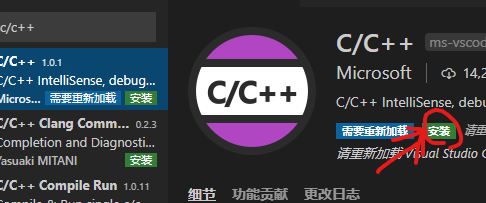 c/c++
C/C++ 1.0.1
C/C++ IntelliSense, debug...
Micros... 需要重新加载 安装
C/C++ Clang Comm... 0.2.3
Completion and Diagnosti...
Yasuaki MITANI 安装
C/C++ Compile Run 1.0.11
C/C++
C/C++ ms-vscod
Microsoft 14,2
C/C++ IntelliSense, de
需要重新加载 安装
请重新加载 Visual Studio C
细节 功能贡献 更改日志